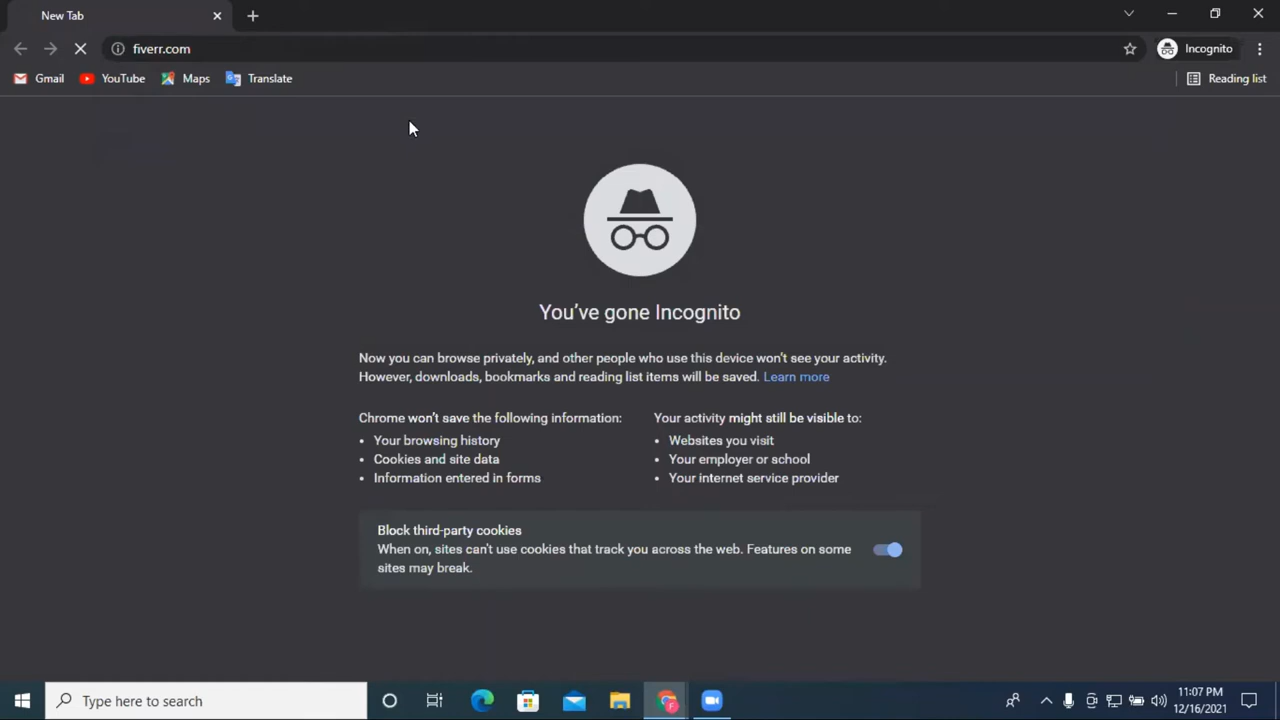 New Tab
fiverr.com
Incognito
Gmail YouTube Maps Translate Reading list
You've gone Incognito
Now you can browse privately, and other people who use this device won't see your activity.
However, downloads, bookmarks and reading list items will be saved. Learn more
Chrome won't save the following information:
• Your browsing history
• Cookies and site data
• Information entered in forms
Your activity might still be visible to:
• Websites you visit
• Your employer or school
• Your internet service provider
Block third-party cookies
When on, sites can't use cookies that track you across the web. Features on some
sites may break.
Type here to search
F
11:07 PM
12/16/2021